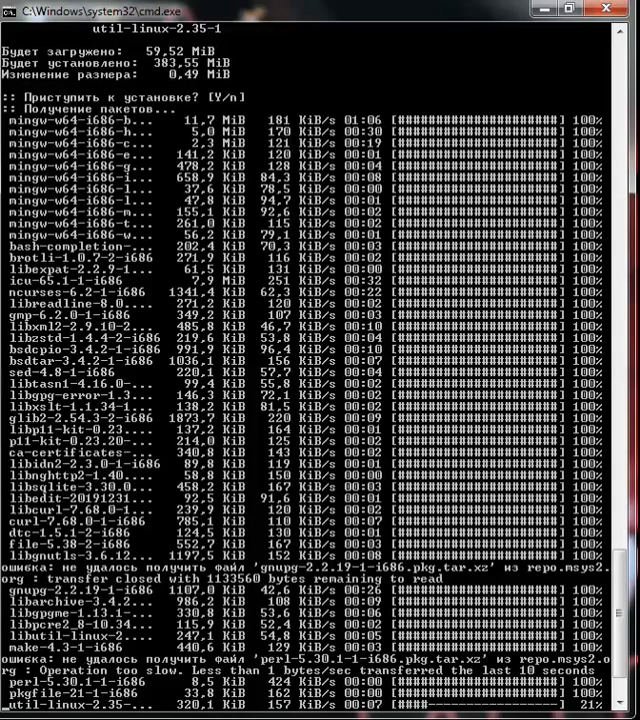 C:\Windows\system32\cmd.exe
util-linux-2.35-1
Будет загружено: 59,52 MiB
Будет установлено: 383,55 MiB
Изменение размера: 0,49 MiB
:: Приступить к установке? [Y/n]
:: Получение пакетов...
mingw-w64-i686-b... 11,7 MiB 181 KiB/s 01:06 [######################] 100%
mingw-w64-i686-h... 5,0 MiB 170 KiB/s 00:30 [######################] 100%
mingw-w64-i686-c... 2,3 MiB 121 KiB/s 00:19 [######################] 100%
mingw-w64-i686-e... 141,2 KiB 120 KiB/s 00:01 [######################] 100%
mingw-w64-i686-g... 478,2 KiB 128 KiB/s 00:04 [######################] 100%
mingw-w64-i686-i... 658,2 KiB 84,3 KiB/s 00:08 [######################] 100%
mingw-w64-i686-l... 37,6 KiB 78,5 KiB/s 00:00 [######################] 100%
mingw-w64-i686-l... 47,8 KiB 94,7 KiB/s 00:01 [######################] 100%
mingw-w64-i686-m... 155,1 KiB 92,6 KiB/s 00:02 [######################] 100%
mingw-w64-i686-t... 261,0 KiB 115 KiB/s 00:02 [######################] 100%
mingw-w64-i686-w... 56,2 KiB 79,1 KiB/s 00:01 [######################] 100%
bash-completion-... 202,4 KiB 70,3 KiB/s 00:03 [######################] 100%
brotli-1.0.7-2-i686 271,9 KiB 116 KiB/s 00:02 [######################] 100%
libexpat-2.2.9-1... 61,5 KiB 131 KiB/s 00:00 [######################] 100%
icu-65.1-1-i686 7,9 MiB 251 KiB/s 00:32 [######################] 100%
ncurses-6.2-1-i686 1341,4 KiB 62,3 KiB/s 00:22 [######################] 100%
libreadline-8.0... 271,2 KiB 120 KiB/s 00:02 [######################] 100%
gmp-6.2.0-1-i686 349,2 KiB 107 KiB/s 00:03 [######################] 100%
libxml2-2.9.10-2... 485,8 KiB 46,7 KiB/s 00:10 [######################] 100%
libzstd-1.4.4-2-i686 219,6 KiB 53,8 KiB/s 00:04 [######################] 100%
bsdcpio-3.4.2-1-i686 991,9 KiB 96,4 KiB/s 00:10 [######################] 100%
bsdtar-3.4.2-1-i686 1036,1 KiB 156 KiB/s 00:07 [######################] 100%
sed-4.8-1-i686 220,1 KiB 57,7 KiB/s 00:04 [######################] 100%
libtasn1-4.16.0-... 99,4 KiB 55,8 KiB/s 00:02 [######################] 100%
libgpg-error-1.3... 146,3 KiB 72,1 KiB/s 00:02 [######################] 100%
libxslt-1.1.34-1... 138,2 KiB 81,5 KiB/s 00:02 [######################] 100%
glib2-2.54.3-2-i686 1873,7 KiB 220 KiB/s 00:09 [######################] 100%
libp11-kit-0.23... 137,2 KiB 164 KiB/s 00:01 [######################] 100%
p11-kit-0.23.20-... 214,0 KiB 125 KiB/s 00:02 [######################] 100%
ca-certificates-... 340,8 KiB 143 KiB/s 00:02 [######################] 100%
libidn2-2.3.0-1-i686 89,8 KiB 119 KiB/s 00:01 [######################] 100%
libnghttp2-1.40... 58,8 KiB 150 KiB/s 00:00 [######################] 100%
libsqlite-3.30.0... 458,2 KiB 167 KiB/s 00:03 [######################] 100%
libedit-20191231... 92,5 KiB 91,6 KiB/s 00:01 [######################] 100%
libcurl-7.68.0-1... 239,9 KiB 120 KiB/s 00:02 [######################] 100%
curl-7.68.0-1-i686 785,1 KiB 110 KiB/s 00:07 [######################] 100%
dtc-1.5.1-2-i686 124,5 KiB 130 KiB/s 00:01 [######################] 100%
file-5.38-2-i686 552,7 KiB 167 KiB/s 00:03 [######################] 100%
libgnutls-3.6.12... 1197,5 KiB 152 KiB/s 00:08 [######################] 100%
ошибка: не удалось получить файл 'gnupg-2.2.19-1-i686.pkg.tar.xz' из repo.msys2.
org : transfer closed with 1133560 bytes remaining to read
gnupg-2.2.19-1-i686 1107,0 KiB 42,6 KiB/s 00:26 [######################] 100%
libarchive-3.4.2... 986,2 KiB 108 KiB/s 00:09 [######################] 100%
libgpgme-1.13.1-... 330,8 KiB 53,6 KiB/s 00:06 [######################] 100%
libpcre2_8-10.34... 115,9 KiB 52,4 KiB/s 00:02 [######################] 100%
libutil-linux-2... 247,1 KiB 54,8 KiB/s 00:05 [######################] 100%
make-4.3-1-i686 440,6 KiB 129 KiB/s 00:03 [######################] 100%
ошибка: не удалось получить файл 'perl-5.30.1-1-i686.pkg.tar.xz' из repo.msys2.o
rg : Operation too slow. Less than 1 bytes/sec transferred the last 10 seconds
perl-5.30.1-1-i686 8,5 MiB 424 KiB/s 00:21 [######################] 100%
pkgfile-21-1-i686 33,8 KiB 162 KiB/s 00:00 [######################] 100%
util-linux-2.35-... 320,1 KiB 157 KiB/s 00:07 [####------------------] 21%